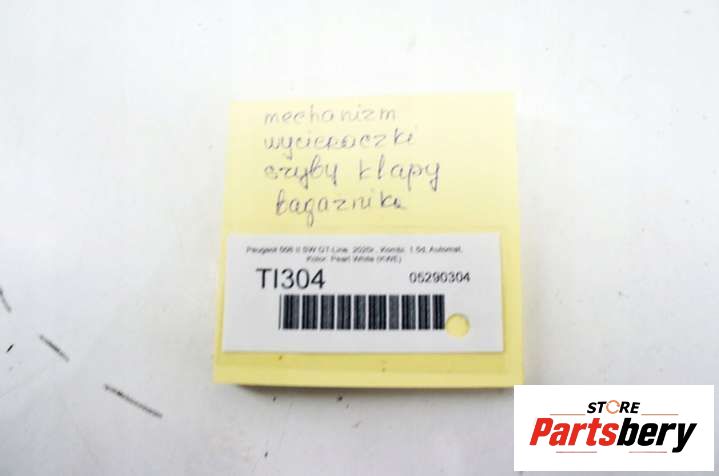 mechanizm
wycieraczki
szyby klapy
bagażnika
Peugeot 508 II SW GT-Line 2020r., Kombi, 1.5d, Automat,
Kolor: Pearl White (KWE)
TI304 05290304
STORE
Partsbery